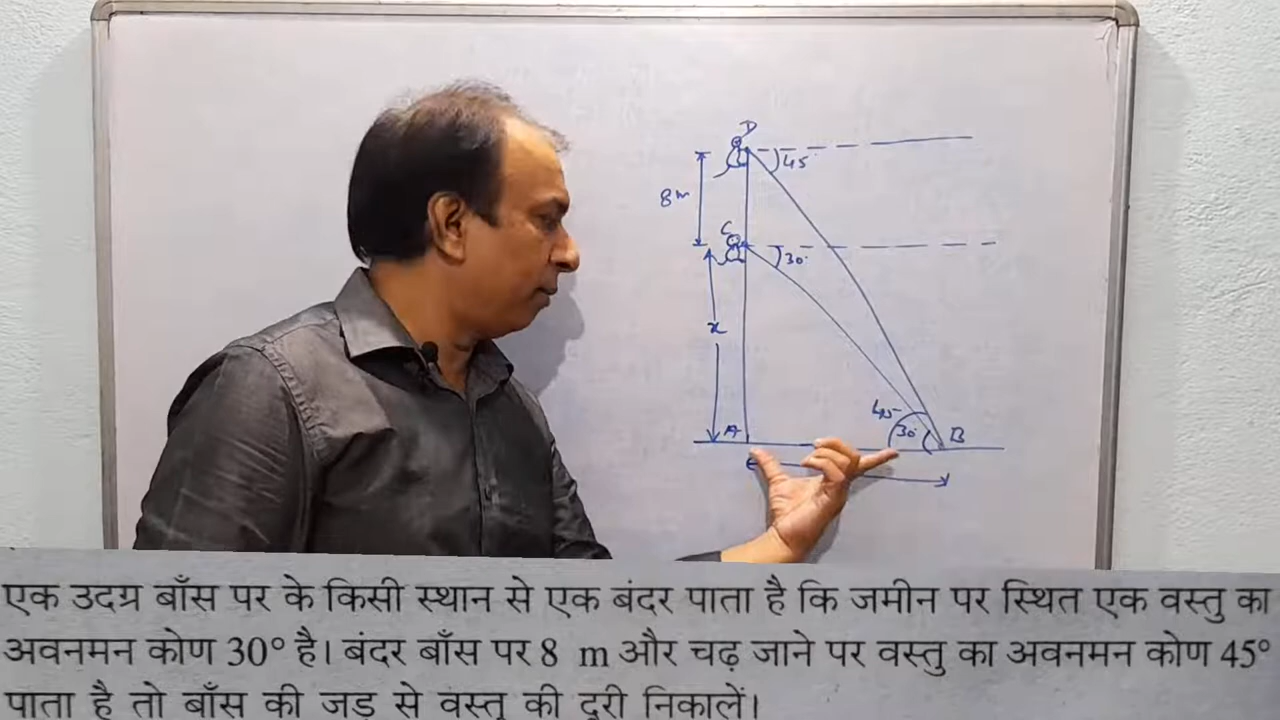 D
45
8m
C
30°
x
45
30°
A
B
एक उदग्र बाँस पर के किसी स्थान से एक बंदर पाता है कि जमीन पर स्थित एक वस्तु का
अवनमन कोण 30° है। बंदर बाँस पर 8 m और चढ़ जाने पर वस्तु का अवनमन कोण 45°
पाता है तो बाँस की जड़ से वस्तु की दूरी निकालें।